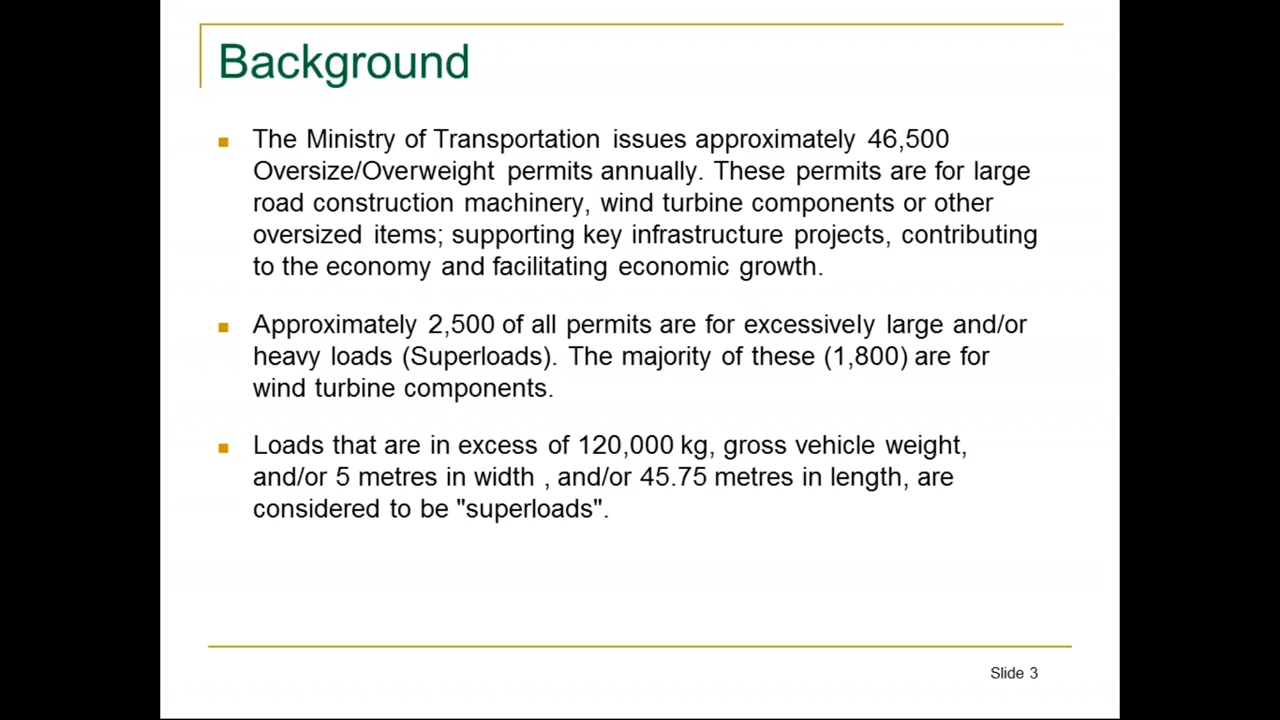 Background
The Ministry of Transportation issues approximately 46,500
Oversize/Overweight permits annually. These permits are for large
road construction machinery, wind turbine components or other
oversized items; supporting key infrastructure projects, contributing
to the economy and facilitating economic growth.
Approximately 2,500 of all permits are for excessively large and/or
heavy loads (Superloads). The majority of these (1,800) are for
wind turbine components.
Loads that are in excess of 120,000 kg, gross vehicle weight,
and/or 5 metres in width , and/or 45.75 metres in length, are
considered to be "superloads".
Slide 3